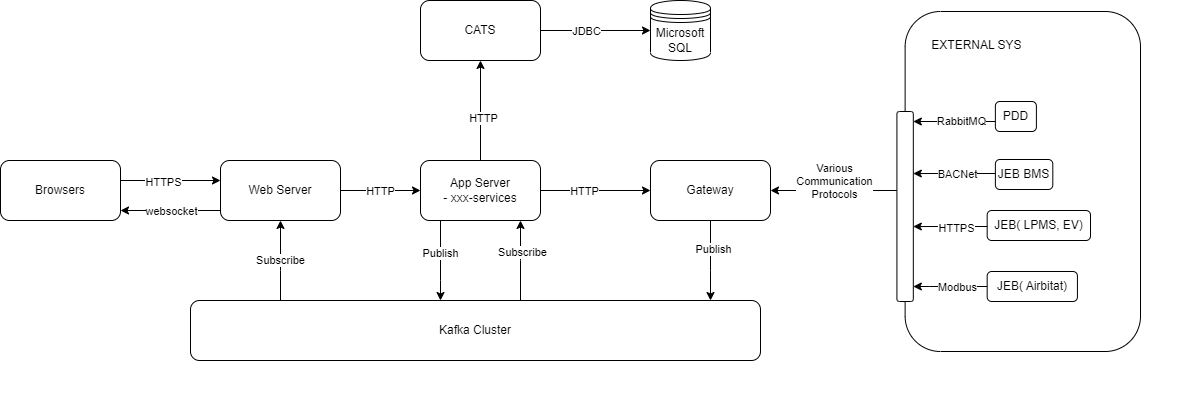 CATS
JDBC
Microsoft
SQL
EXTERNAL SYS
HTTP
RabbitMQ
PDD
Browsers
HTTPS
websocket
Web Server
HTTP
App Server
- xxx-services
HTTP
Gateway
Various
Communication
Protocols
BACNet
JEB BMS
HTTPS
JEB( LPMS, EV)
Modbus
JEB( Airbitat)
Subscribe
Publish
Subscribe
Publish
Kafka Cluster